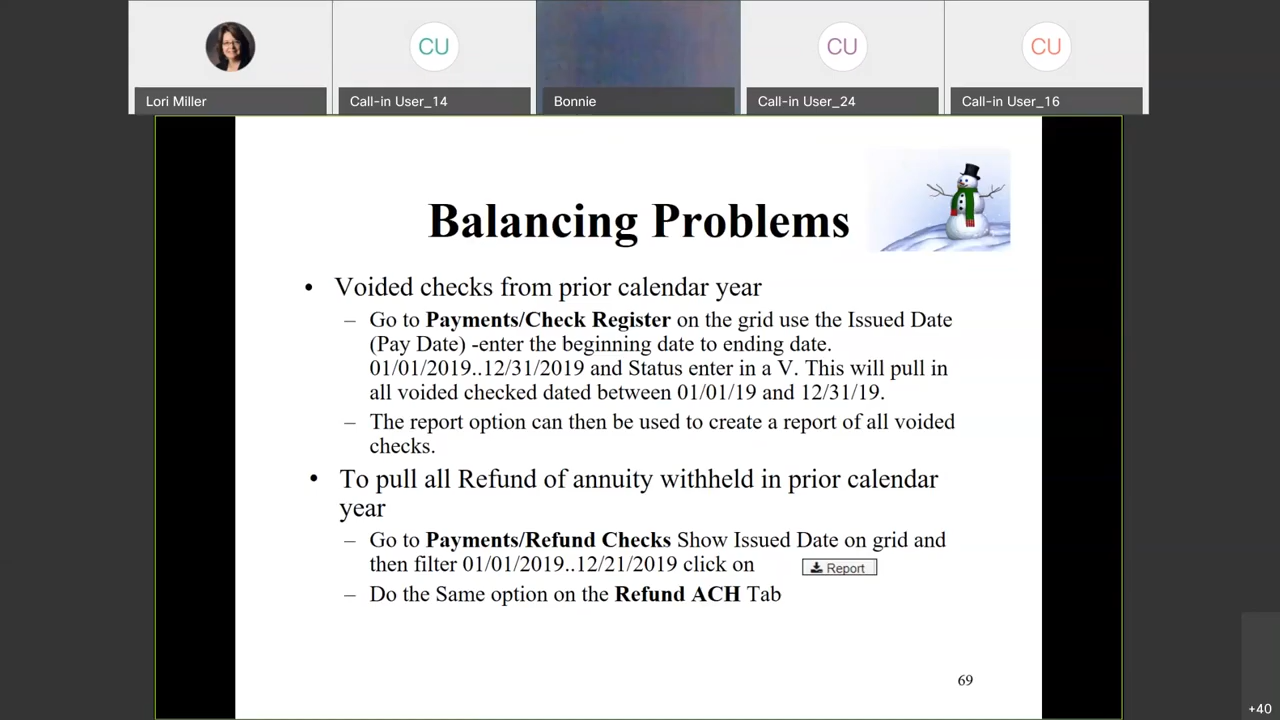 CU
CU
CU
Lori Miller
Call-in User_14
Bonnie
Call-in User_24
Call-in User_16
Balancing Problems
• Voided checks from prior calendar year
– Go to Payments/Check Register on the grid use the Issued Date
(Pay Date) -enter the beginning date to ending date.
01/01/2019..12/31/2019 and Status enter in a V. This will pull in
all voided checked dated between 01/01/19 and 12/31/19.
– The report option can then be used to create a report of all voided
checks.
• To pull all Refund of annuity withheld in prior calendar
year
– Go to Payments/Refund Checks Show Issued Date on grid and
then filter 01/01/2019..12/21/2019 click on Report
– Do the Same option on the Refund ACH Tab
69
+40